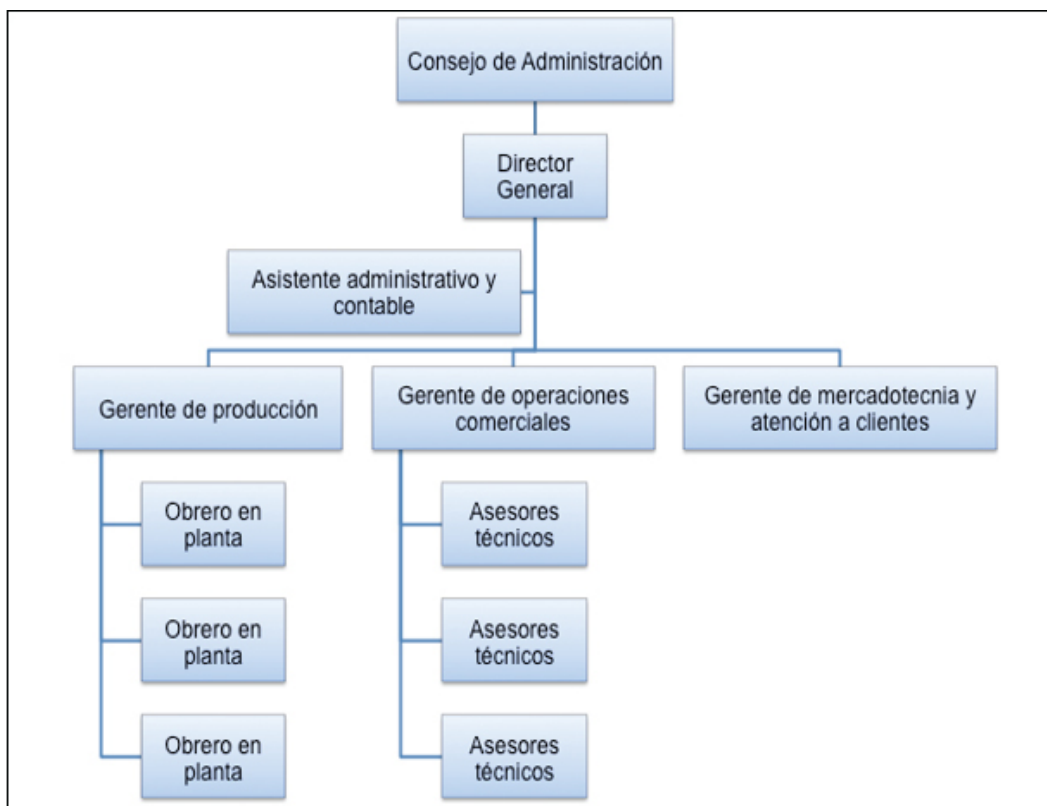 Consejo de Administración
Director
General
Asistente administrativo y
contable
Gerente de producción
Gerente de operaciones
comerciales
Gerente de mercadotecnia y
atención a clientes
Obrero en
planta
Asesores
técnicos
Obrero en
planta
Asesores
técnicos
Obrero en
planta
Asesores
técnicos